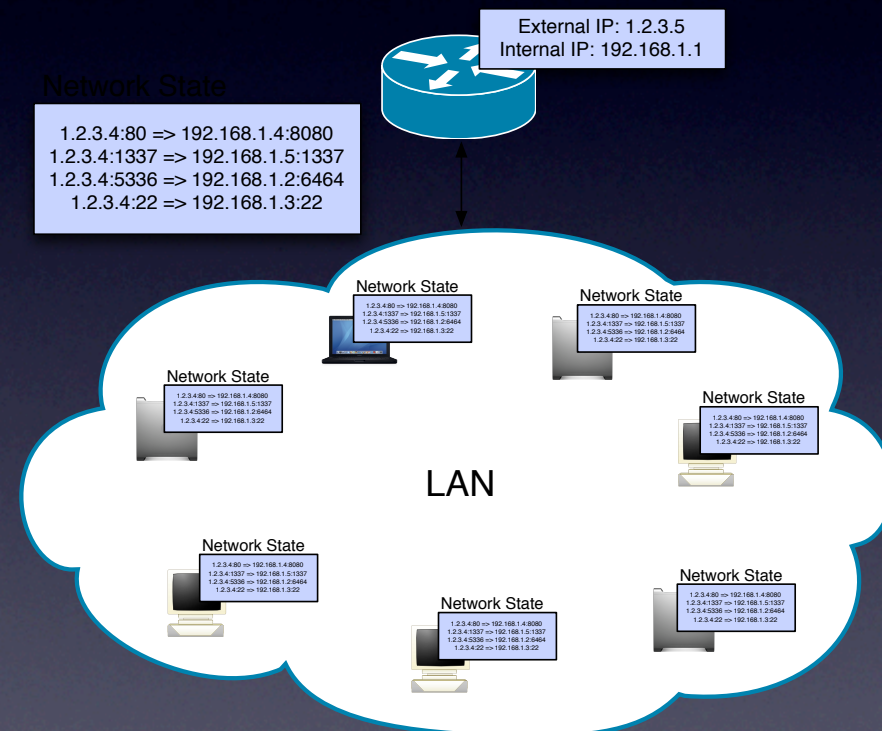 External IP: 1.2.3.5
Internal IP: 192.168.1.1
Network State
1.2.3.4:80 => 192.168.1.4:8080
1.2.3.4:1337 => 192.168.1.5:1337
1.2.3.4:5336 => 192.168.1.2:6464
1.2.3.4:22 => 192.168.1.3:22
Network State
1.2.3.4:80 => 192.168.1.4:8080
1.2.3.4:1337 => 192.168.1.5:1337
1.2.3.4:5336 => 192.168.1.2:6464
1.2.3.4:22 => 192.168.1.3:22
Network State
1.2.3.4:80 => 192.168.1.4:8080
1.2.3.4:1337 => 192.168.1.5:1337
1.2.3.4:5336 => 192.168.1.2:6464
1.2.3.4:22 => 192.168.1.3:22
Network State
1.2.3.4:80 => 192.168.1.4:8080
1.2.3.4:1337 => 192.168.1.5:1337
1.2.3.4:5336 => 192.168.1.2:6464
1.2.3.4:22 => 192.168.1.3:22
Network State
1.2.3.4:80 => 192.168.1.4:8080
1.2.3.4:1337 => 192.168.1.5:1337
1.2.3.4:5336 => 192.168.1.2:6464
1.2.3.4:22 => 192.168.1.3:22
LAN
Network State
1.2.3.4:80 => 192.168.1.4:8080
1.2.3.4:1337 => 192.168.1.5:1337
1.2.3.4:5336 => 192.168.1.2:6464
1.2.3.4:22 => 192.168.1.3:22
Network State
1.2.3.4:80 => 192.168.1.4:8080
1.2.3.4:1337 => 192.168.1.5:1337
1.2.3.4:5336 => 192.168.1.2:6464
1.2.3.4:22 => 192.168.1.3:22
Network State
1.2.3.4:80 => 192.168.1.4:8080
1.2.3.4:1337 => 192.168.1.5:1337
1.2.3.4:5336 => 192.168.1.2:6464
1.2.3.4:22 => 192.168.1.3:22